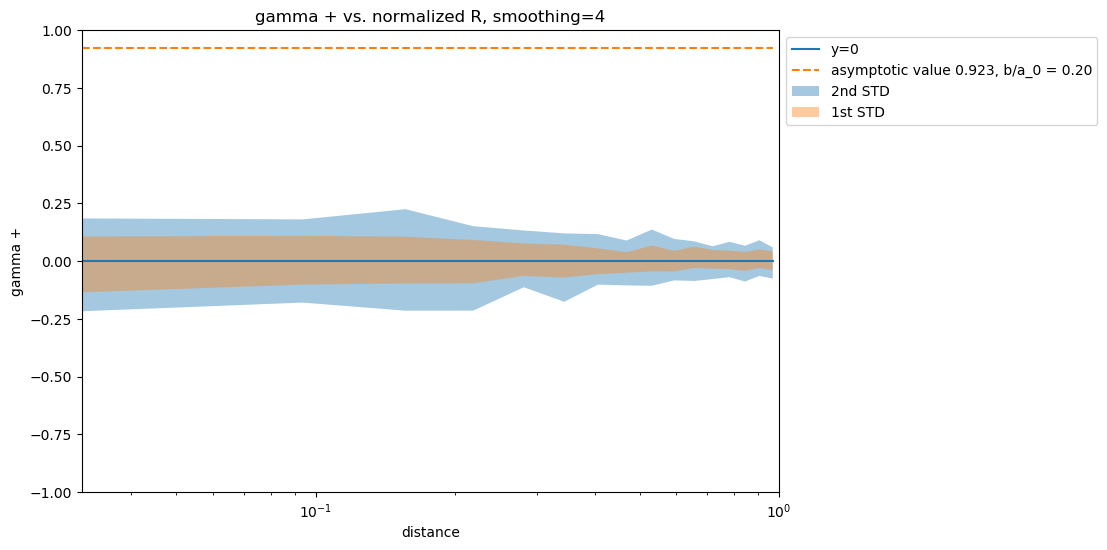 gamma + vs. normalized R, smoothing=4
1.00
0.75
0.50
0.25
0.00
−0.25
−0.50
−0.75
−1.00
gamma +
10⁻¹
10⁰
distance
y=0
asymptotic value 0.923, b/a_0 = 0.20
2nd STD
1st STD